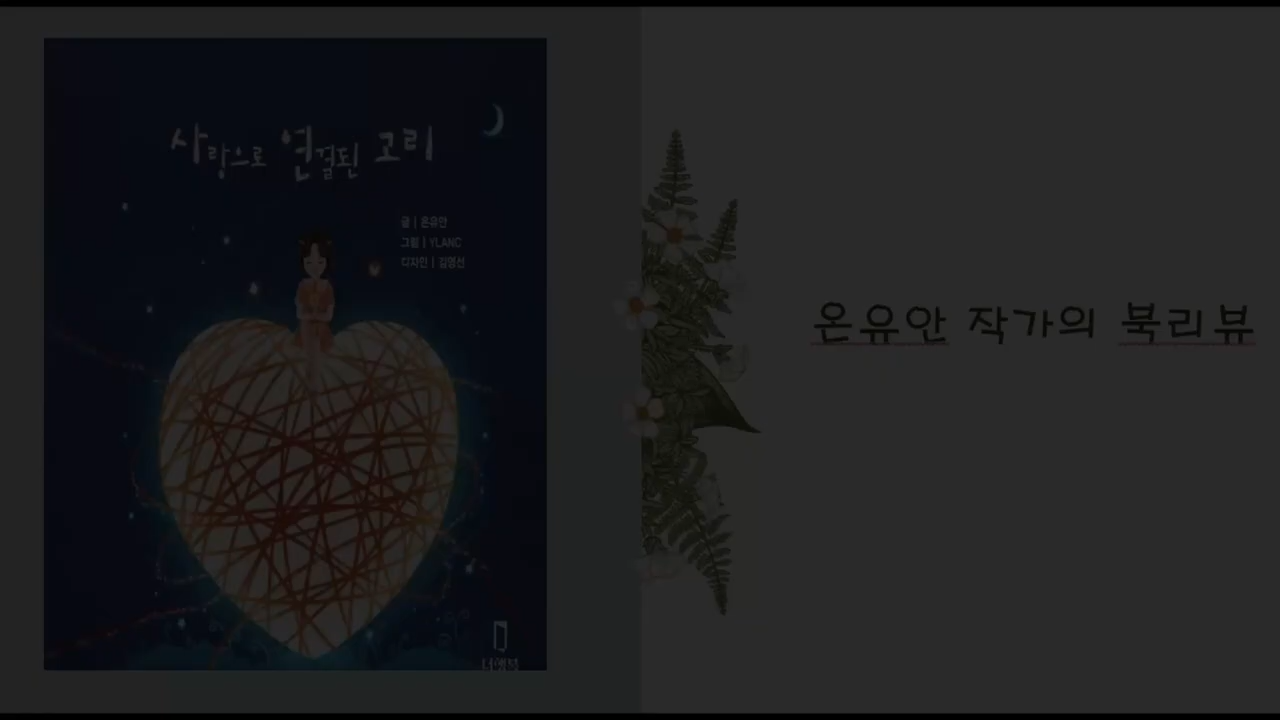 사랑으로 연결된 고리
글 | 온유안
그림 | YLANC
디자인 | 김영선
온유안 작가의 북리뷰